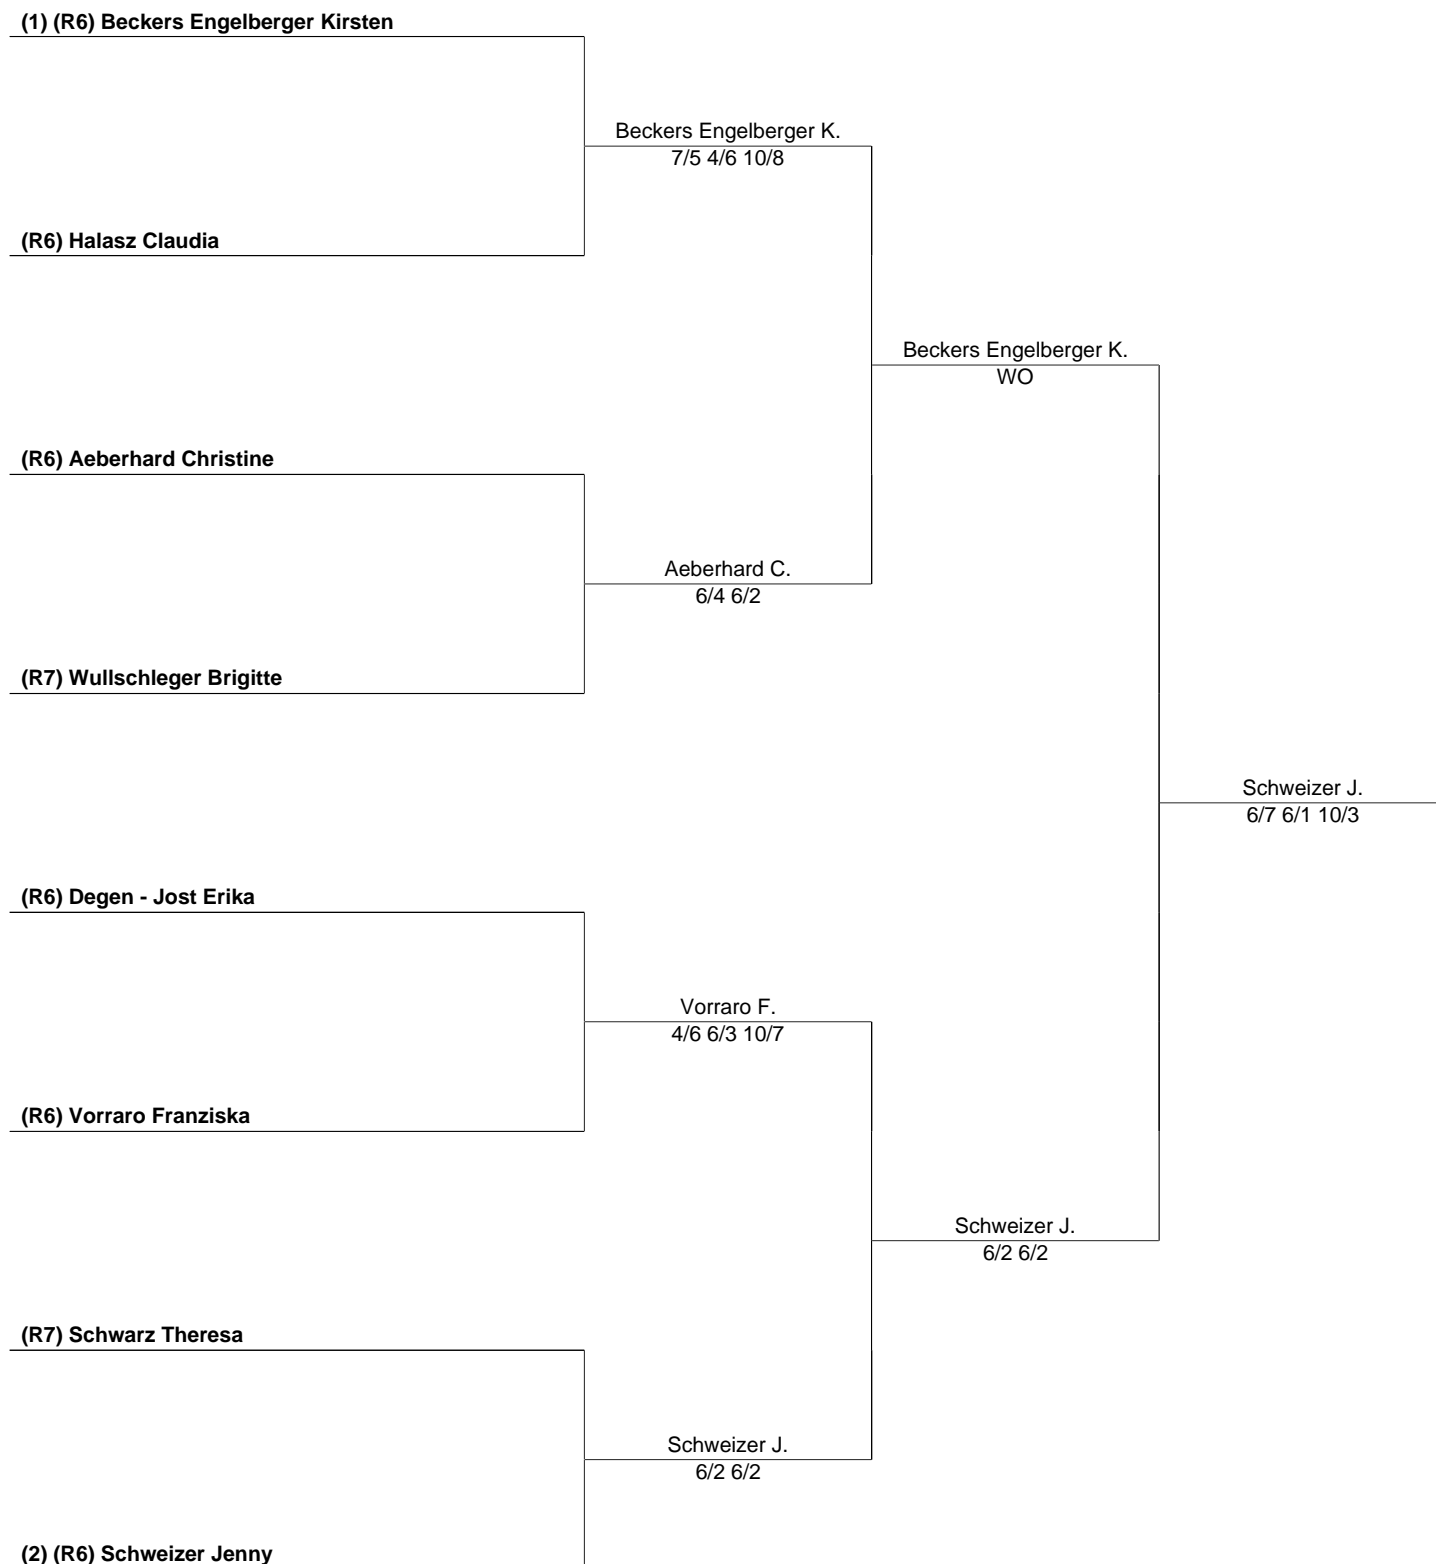 (1) (R6) Beckers Engelberger Kirsten
Beckers Engelberger K.
7/5 4/6 10/8
(R6) Halasz Claudia
Beckers Engelberger K.
WO
(R6) Aeberhard Christine
Aeberhard C.
6/4 6/2
(R7) Wullschleger Brigitte
Schweizer J.
6/7 6/1 10/3
(R6) Degen - Jost Erika
Vorraro F.
4/6 6/3 10/7
(R6) Vorraro Franziska
Schweizer J.
6/2 6/2
(R7) Schwarz Theresa
Schweizer J.
6/2 6/2
(2) (R6) Schweizer Jenny